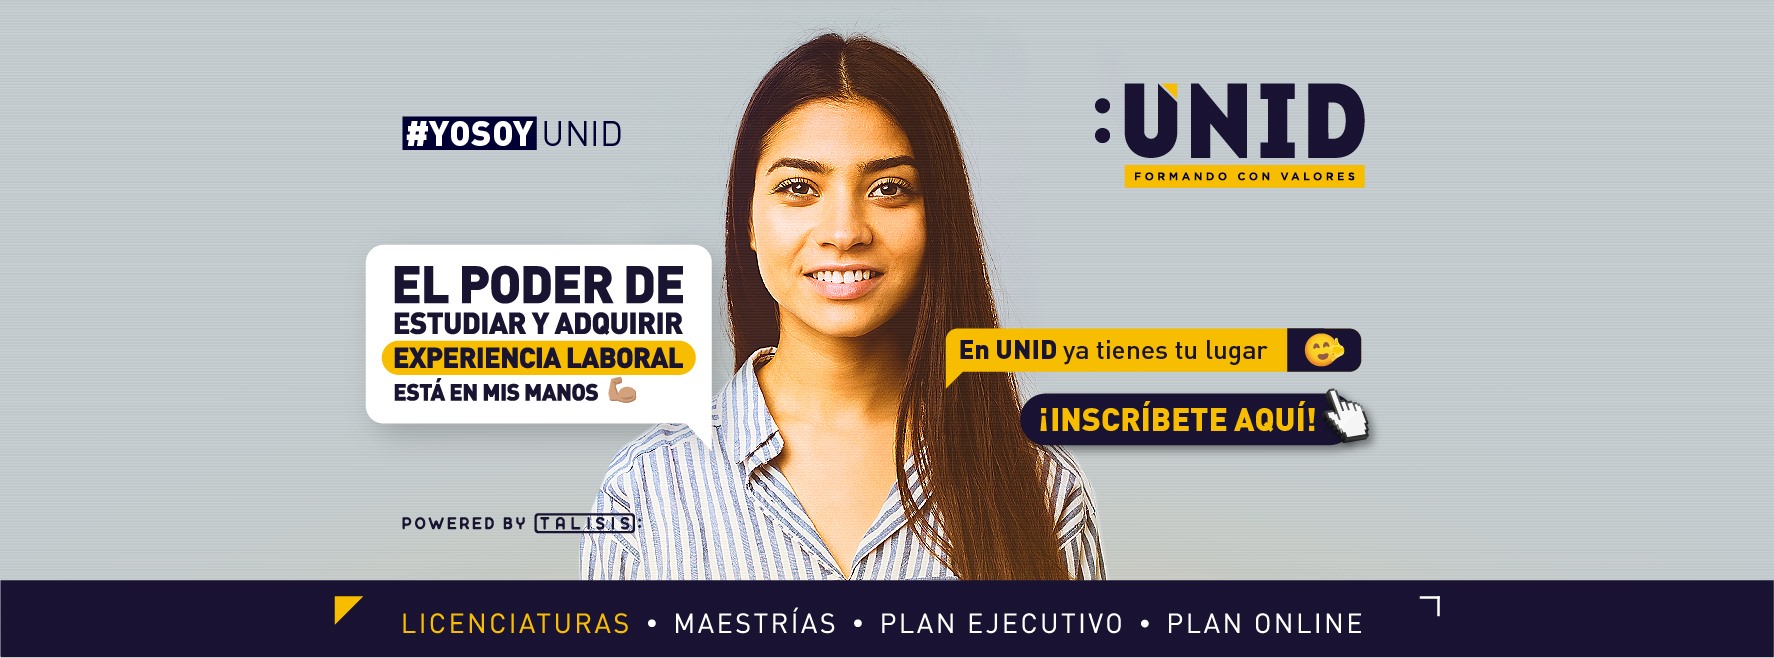 #YOSOY UNID
:UNID
FORMANDO CON VALORES
EL PODER DE
ESTUDIAR Y ADQUIRIR
EXPERIENCIA LABORAL
ESTÁ EN MIS MANOS 💪🏽
En UNID ya tienes tu lugar
¡INSCRÍBETE AQUÍ!
POWERED BY TALISIS:
LICENCIATURAS • MAESTRÍAS • PLAN EJECUTIVO • PLAN ONLINE